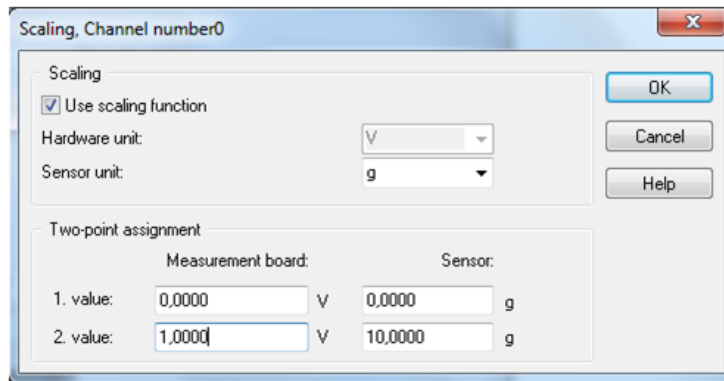 Scaling, Channel number0
Scaling
Use scaling function
Hardware unit: V
Sensor unit: g
OK
Cancel
Help
Two-point assignment
Measurement board: Sensor:
1. value: 0,0000 V 0,0000 g
2. value: 1,0000 V 10,0000 g